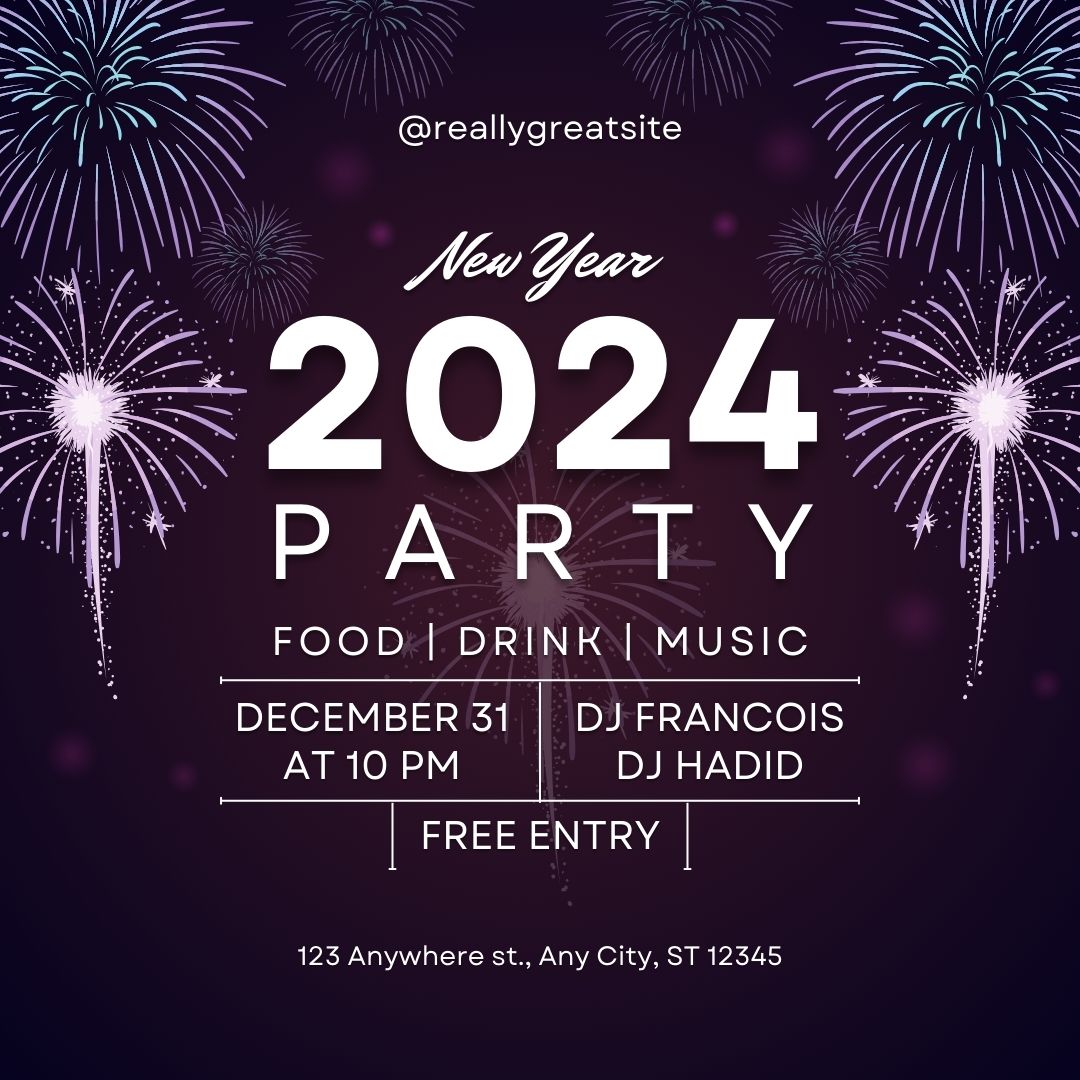 @reallygreatsite
New Year
2024
PARTY
FOOD | DRINK | MUSIC
DECEMBER 31
AT 10 PM
DJ FRANCOIS
DJ HADID
FREE ENTRY
123 Anywhere st., Any City, ST 12345